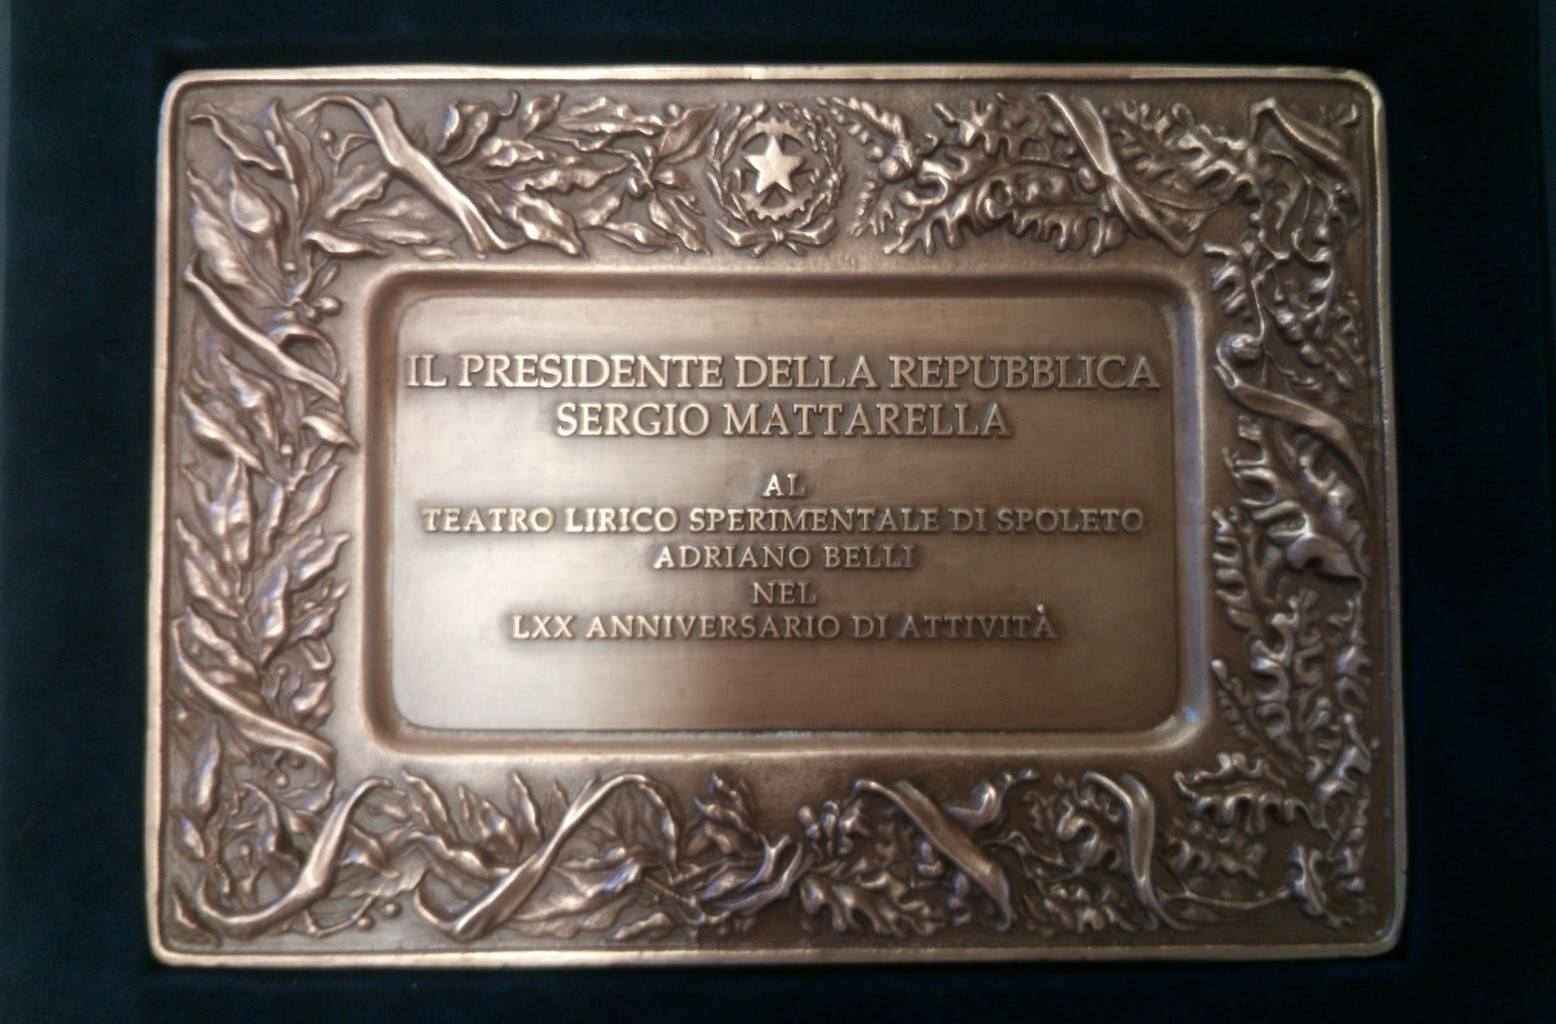 IL PRESIDENTE DELLA REPUBBLICA
SERGIO MATTARELLA
AL
TEATRO LIRICO SPERIMENTALE DI SPOLETO
ADRIANO BELLI
NEL
LXX ANNIVERSARIO DI ATTIVITÀ